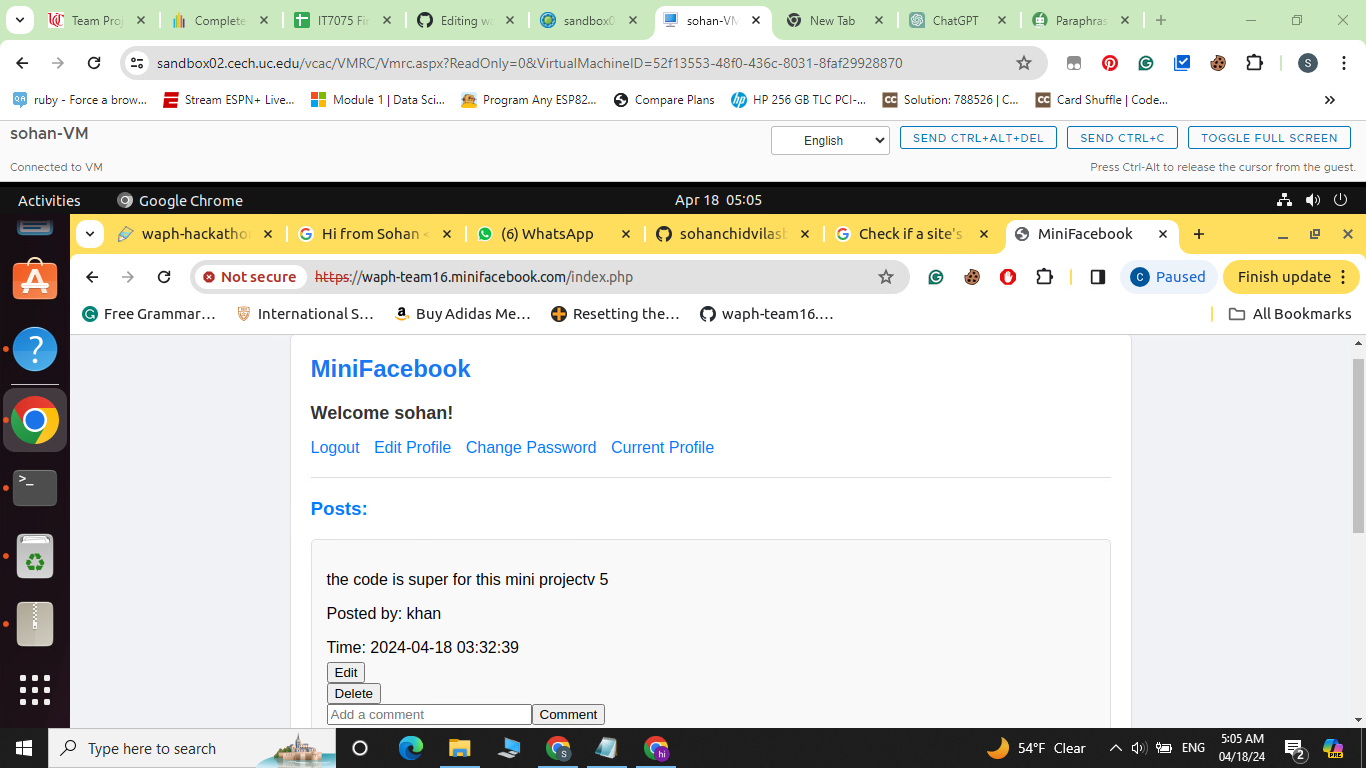 Team Proj
Complete
IT7075 Fir
Editing wa
sandbox0
sohan-VM
New Tab
ChatGPT
Paraphras
sandbox02.cech.uc.edu/vcac/VMRC/Vmrc.aspx?ReadOnly=0&VirtualMachineID=52f13553-48f0-436c-8031-8faf29928870
S
ruby - Force a brow...
Stream ESPN+ Live...
Module 1 | Data Sci...
Program Any ESP82...
Compare Plans
HP 256 GB TLC PCI-...
Solution: 788526 | C...
Card Shuffle | Code...
sohan-VM
English
SEND CTRL+ALT+DEL
SEND CTRL+C
TOGGLE FULL SCREEN
Connected to VM
Press Ctrl-Alt to release the cursor from the guest.
Activities
Google Chrome
Apr 18 05:05
waph-hackatho
Hi from Sohan <
(6) WhatsApp
sohanchidvilasb
Check if a site's
MiniFacebook
Not secure
https://waph-team16.minifacebook.com/index.php
C
Paused
Finish update
Free Grammar...
International S...
Buy Adidas Me...
Resetting the...
waph-team16....
All Bookmarks
MiniFacebook
Welcome sohan!
Logout
Edit Profile
Change Password
Current Profile
Posts:
the code is super for this mini projectv 5
Posted by: khan
Time: 2024-04-18 03:32:39
Edit
Delete
Add a comment
Comment
Type here to search
54°F Clear
ENG
5:05 AM
04/18/24
2